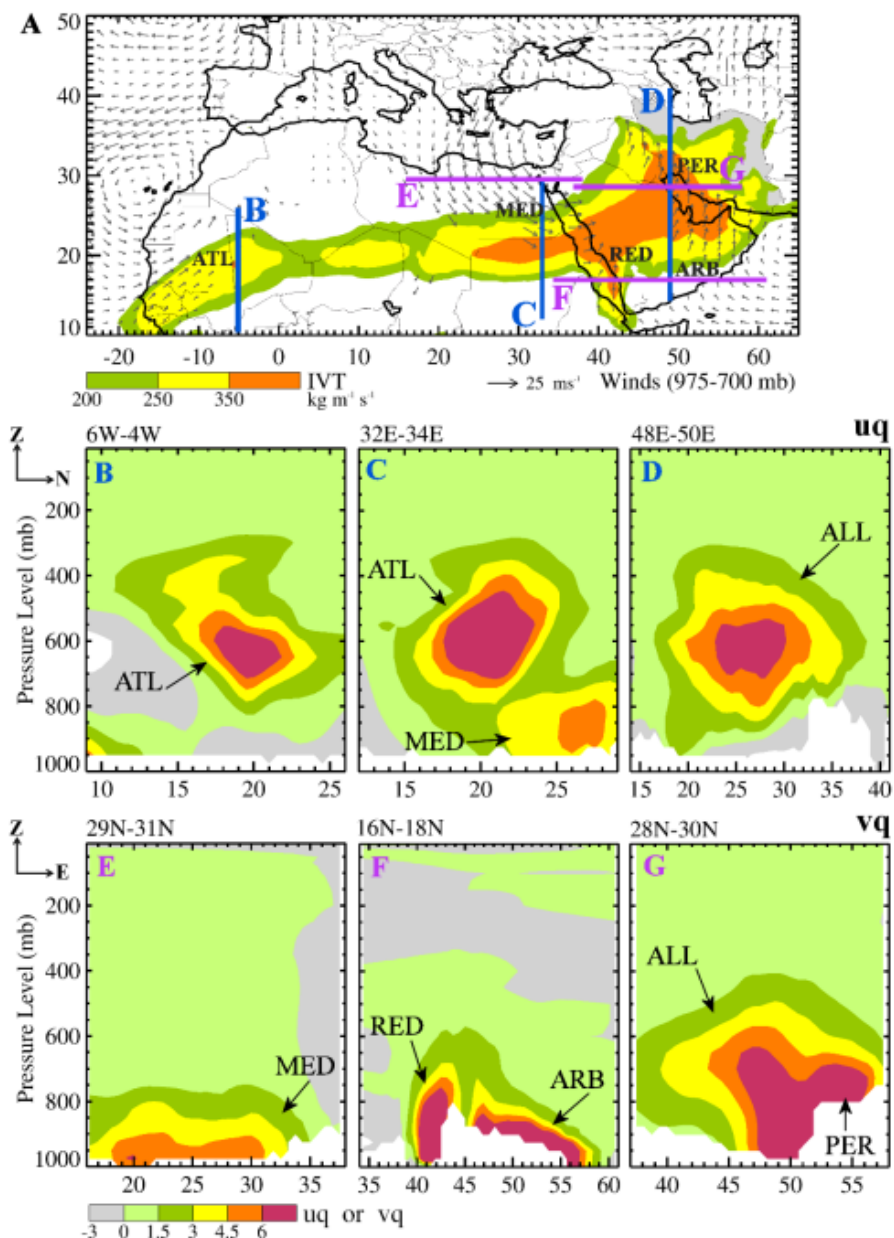 A
50
40
30
20
10
B
C
D
E
F
G
ATL
MED
RED
ARB
PER
-20 -10 0 10 20 30 40 50 60
200 250 350
IVT
kg m⁻¹ s⁻¹
25 ms⁻¹
Winds (975-700 mb)
uq
Z
N
6W-4W
32E-34E
48E-50E
B
C
D
Pressure Level (mb)
200
400
600
800
1000
ATL
ATL
MED
ALL
10 15 20 25
15 20 25
15 20 25 30 35 40
vq
Z
E
29N-31N
16N-18N
28N-30N
E
F
G
Pressure Level (mb)
200
400
600
800
1000
MED
RED
ARB
ALL
PER
20 25 30 35
35 40 45 50 55 60
40 45 50 55
-3 0 1.5 3 4.5 6
uq or vq